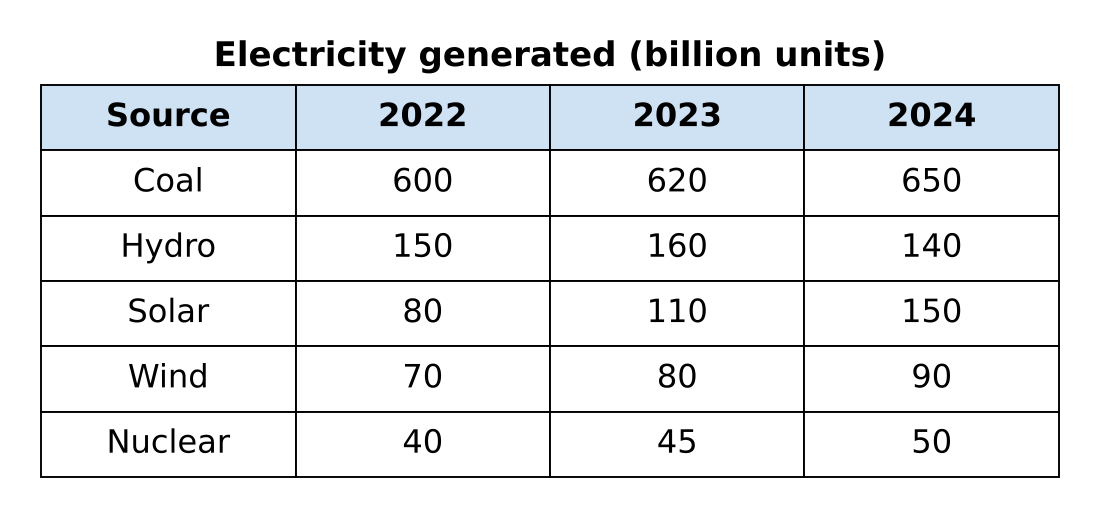 Electricity generated (billion units)
Source 2022 2023 2024
Coal 600 620 650
Hydro 150 160 140
Solar 80 110 150
Wind 70 80 90
Nuclear 40 45 50